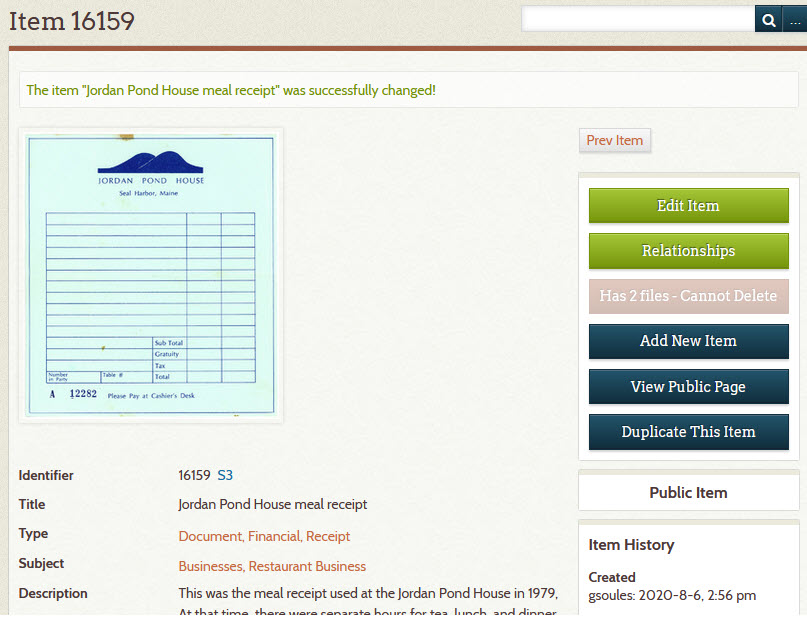 Item 16159
...
The item "Jordan Pond House meal receipt" was successfully changed!
JORDAN POND HOUSE
Seal Harbor, Maine
Sub Total
Gratuity
Tax
Total
Number in Party
Table #
A 12282 Please Pay at Cashier's Desk
Prev Item
Edit Item
Relationships
Has 2 files - Cannot Delete
Add New Item
View Public Page
Duplicate This Item
Public Item
Item History
Created
gsoules: 2020-8-6, 2:56 pm
Identifier 16159 S3
Title Jordan Pond House meal receipt
Type Document, Financial, Receipt
Subject Businesses, Restaurant Business
Description This was the meal receipt used at the Jordan Pond House in 1979,
At that time, there were separate hours for tea, lunch, and dinner